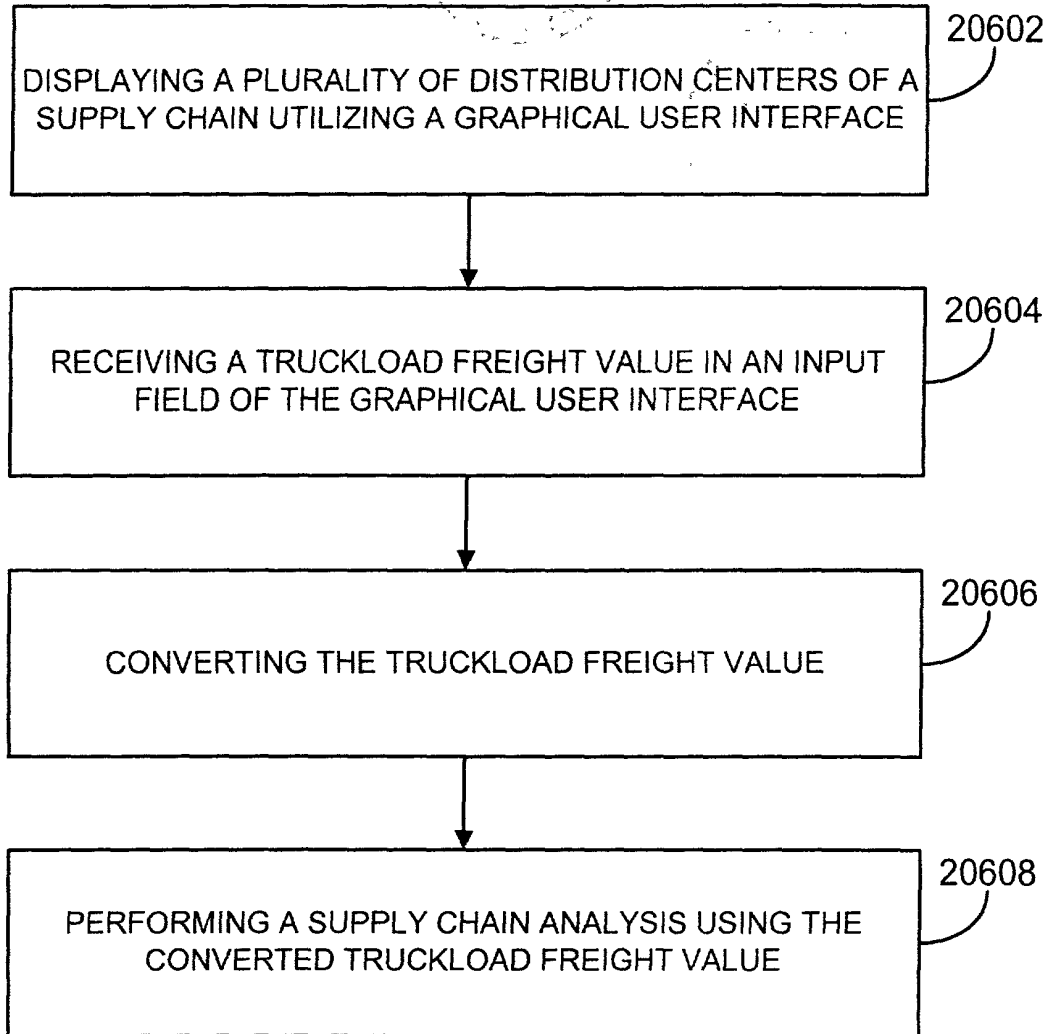 20602
DISPLAYING A PLURALITY OF DISTRIBUTION CENTERS OF A
SUPPLY CHAIN UTILIZING A GRAPHICAL USER INTERFACE
20604
RECEIVING A TRUCKLOAD FREIGHT VALUE IN AN INPUT
FIELD OF THE GRAPHICAL USER INTERFACE
20606
CONVERTING THE TRUCKLOAD FREIGHT VALUE
20608
PERFORMING A SUPPLY CHAIN ANALYSIS USING THE
CONVERTED TRUCKLOAD FREIGHT VALUE